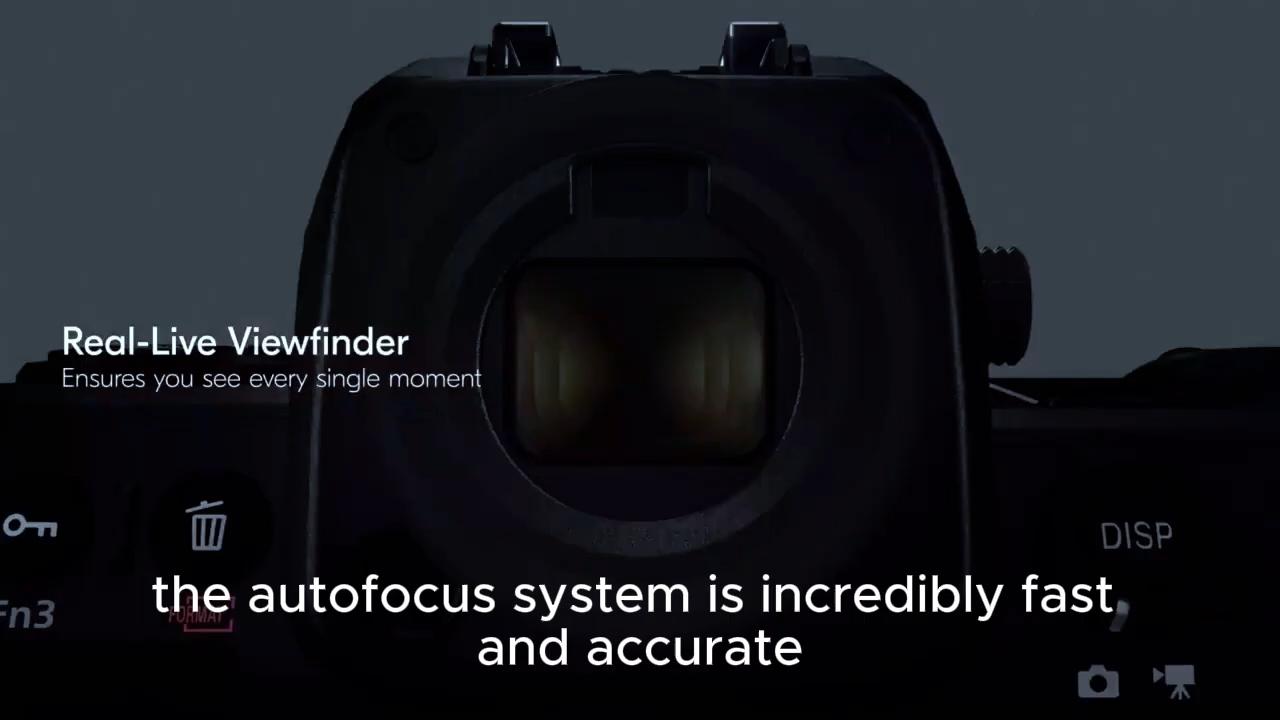 Real-Live Viewfinder
Ensures you see every single moment
DISP
Fn3
FORMAT
the autofocus system is incredibly fast
and accurate